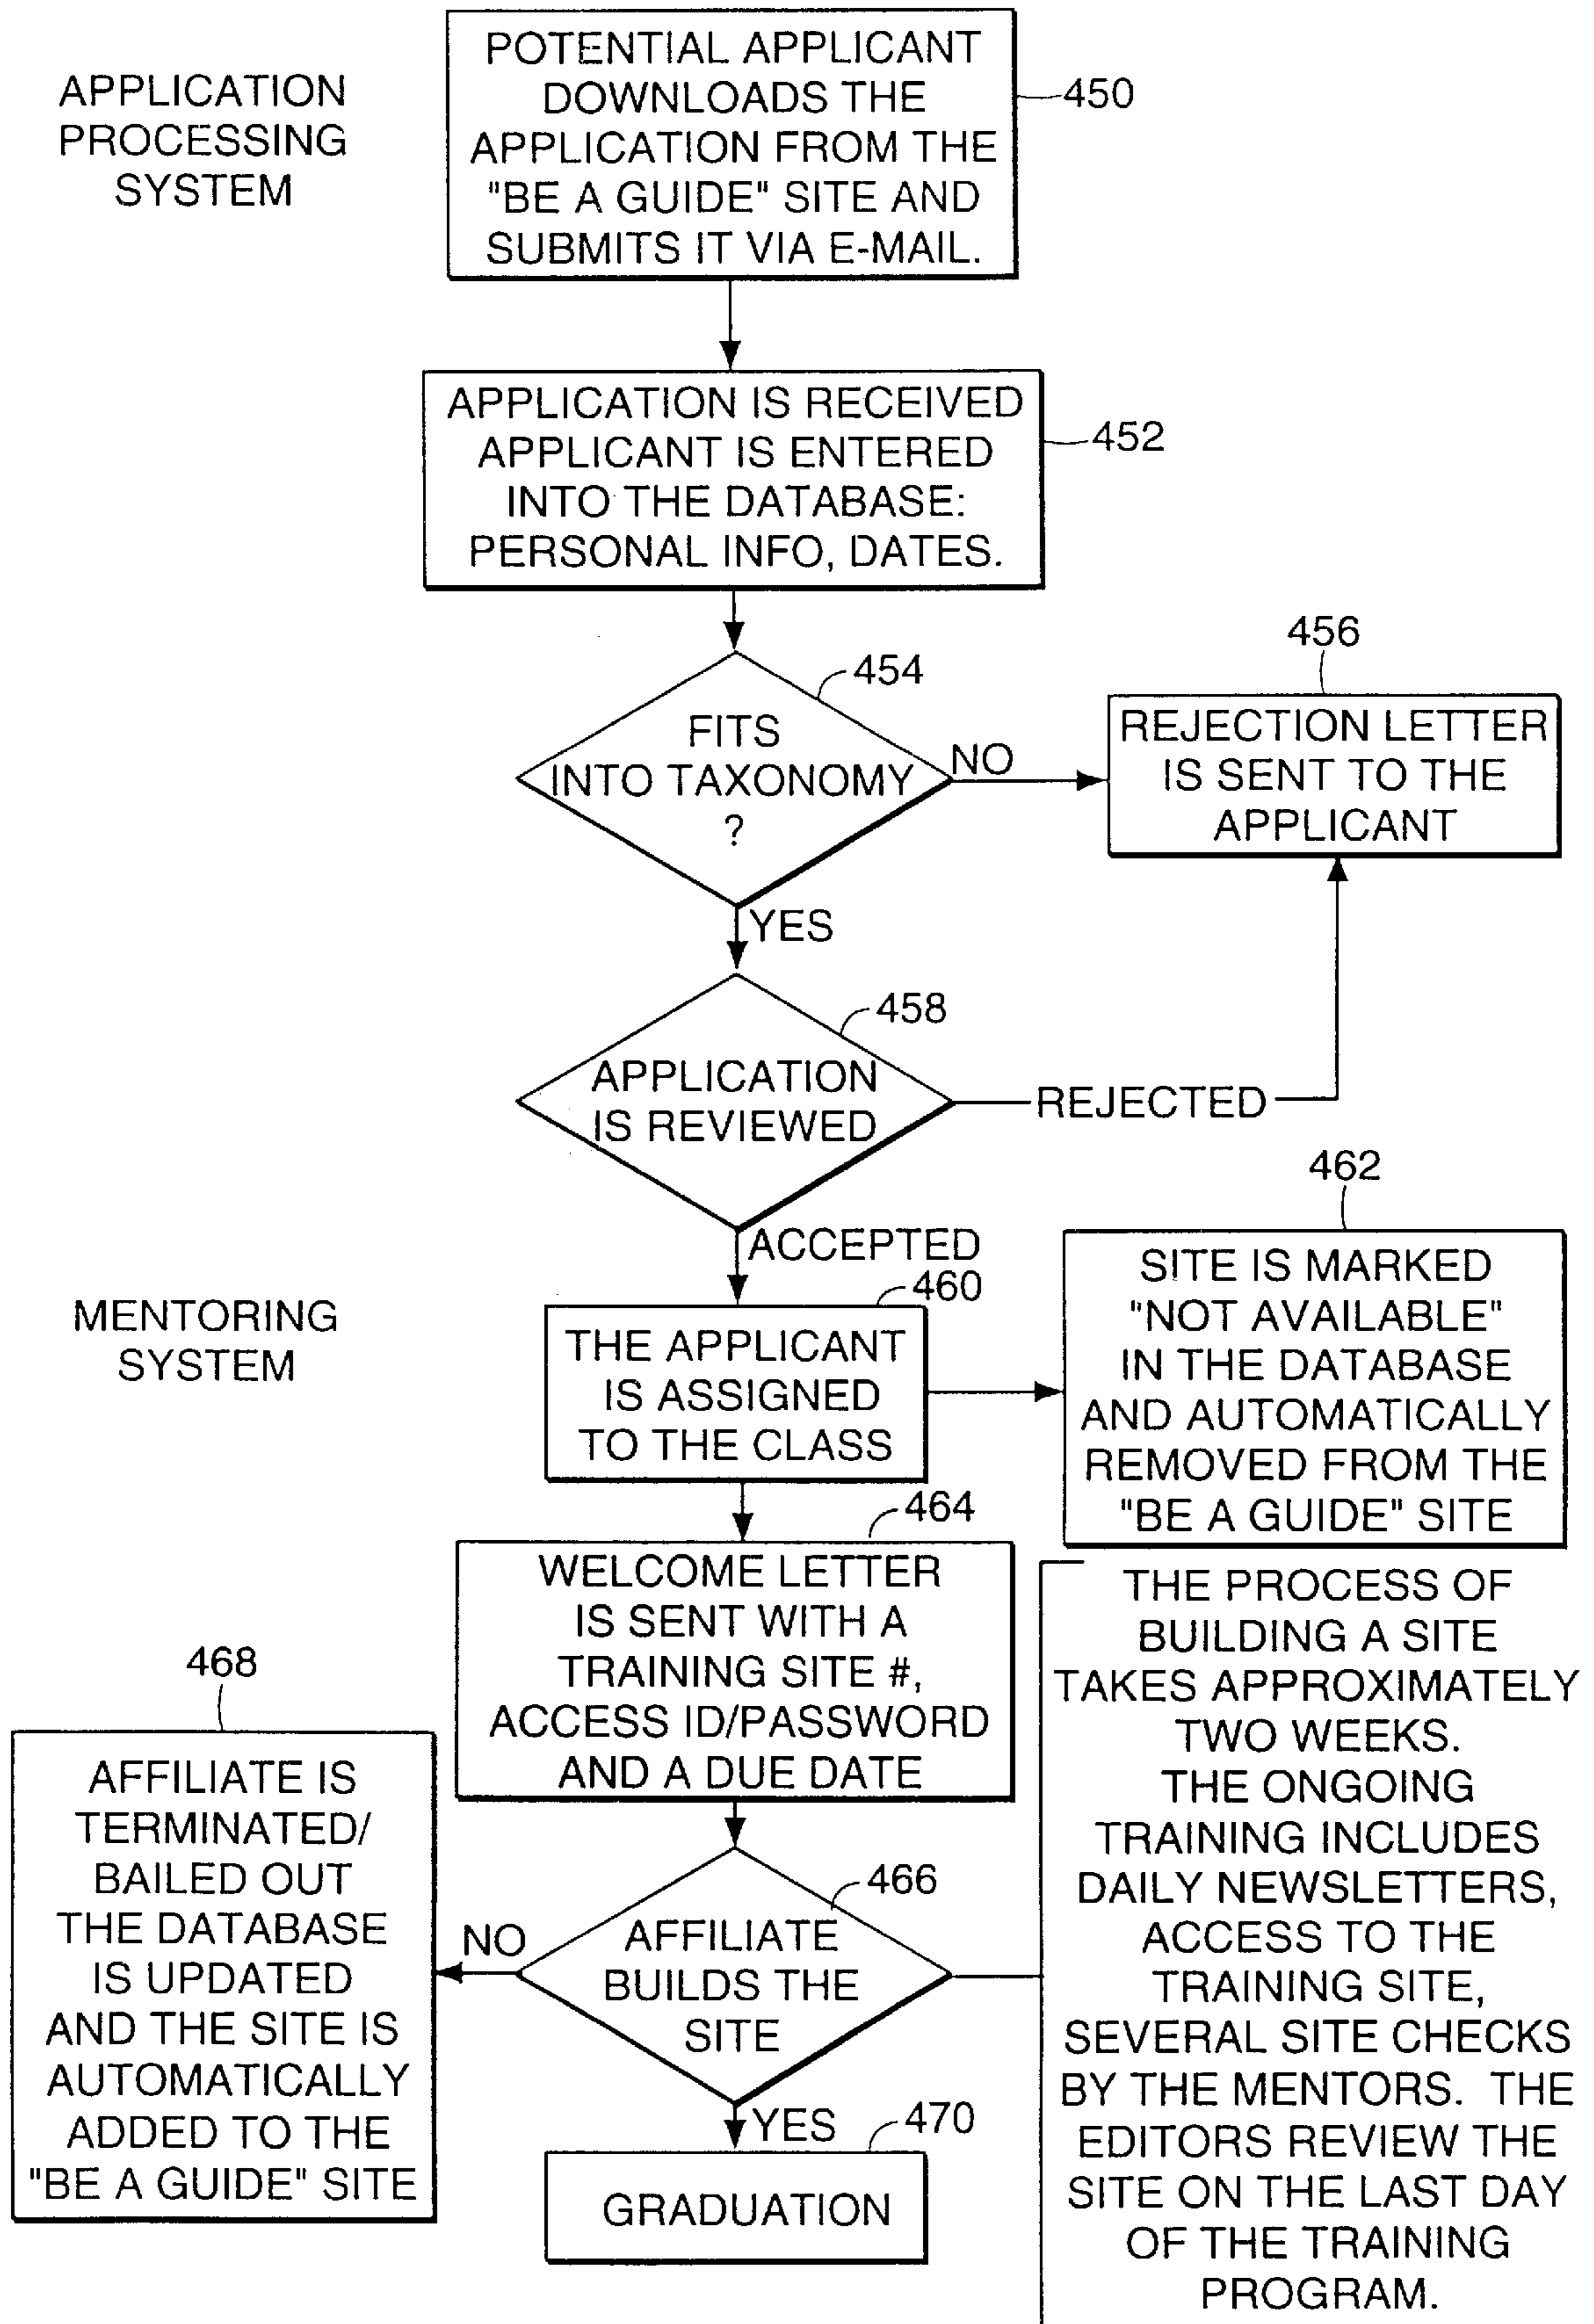 APPLICATION
PROCESSING
SYSTEM
POTENTIAL APPLICANT
DOWNLOADS THE
APPLICATION FROM THE
"BE A GUIDE" SITE AND
SUBMITS IT VIA E-MAIL.
450
APPLICATION IS RECEIVED
APPLICANT IS ENTERED
INTO THE DATABASE:
PERSONAL INFO, DATES.
452
454
FITS
INTO TAXONOMY
?
NO
456
REJECTION LETTER
IS SENT TO THE
APPLICANT
YES
458
APPLICATION
IS REVIEWED
REJECTED
ACCEPTED
MENTORING
SYSTEM
460
THE APPLICANT
IS ASSIGNED
TO THE CLASS
462
SITE IS MARKED
"NOT AVAILABLE"
IN THE DATABASE
AND AUTOMATICALLY
REMOVED FROM THE
"BE A GUIDE" SITE
464
WELCOME LETTER
IS SENT WITH A
TRAINING SITE #,
ACCESS ID/PASSWORD
AND A DUE DATE
466
AFFILIATE
BUILDS THE
SITE
NO
468
AFFILIATE IS
TERMINATED/
BAILED OUT
THE DATABASE
IS UPDATED
AND THE SITE IS
AUTOMATICALLY
ADDED TO THE
"BE A GUIDE" SITE
YES
470
GRADUATION
THE PROCESS OF
BUILDING A SITE
TAKES APPROXIMATELY
TWO WEEKS.
THE ONGOING
TRAINING INCLUDES
DAILY NEWSLETTERS,
ACCESS TO THE
TRAINING SITE,
SEVERAL SITE CHECKS
BY THE MENTORS. THE
EDITORS REVIEW THE
SITE ON THE LAST DAY
OF THE TRAINING
PROGRAM.